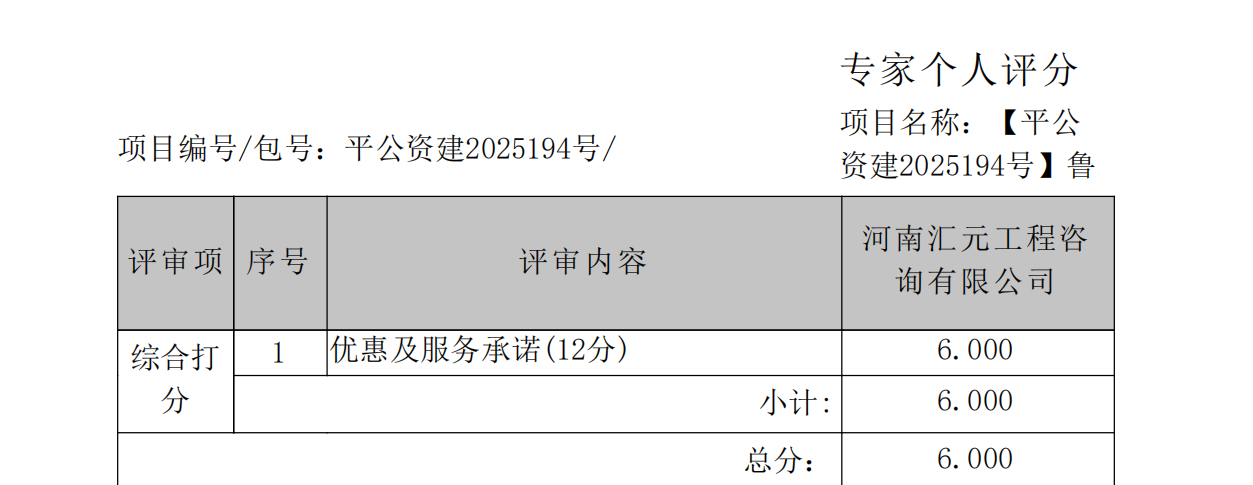 专家个人评分
项目编号/包号：平公资建2025194号/
项目名称：【平公
资建2025194号】鲁
评审项
序号
评审内容
河南汇元工程咨
询有限公司
综合打
分
1
优惠及服务承诺(12分)
6.000
小计:
6.000
总分：
6.000